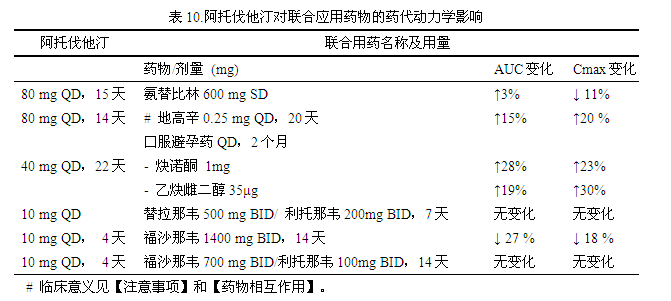 表 10.阿托伐他汀对联合应用药物的药代动力学影响
阿托伐他汀 联合用药名称及用量
药物/剂量 (mg) AUC 变化 Cmax 变化
80 mg QD，15 天 氨替比林 600 mg SD ↑3% ↓ 11%
80 mg QD，14 天 # 地高辛 0.25 mg QD，20 天 ↑15% ↑20 %
口服避孕药 QD，2 个月
40 mg QD，22 天 - 炔诺酮 1mg ↑28% ↑23%
- 乙炔雌二醇 35μg ↑19% ↑30%
10 mg QD 替拉那韦 500 mg BID/ 利托那韦 200mg BID，7 天 无变化 无变化
10 mg QD， 4 天 福沙那韦 1400 mg BID，14 天 ↓ 27 % ↓ 18 %
10 mg QD， 4 天 福沙那韦 700 mg BID/利托那韦 100mg BID，14 天 无变化 无变化
# 临床意义见【注意事项】和【药物相互作用】。